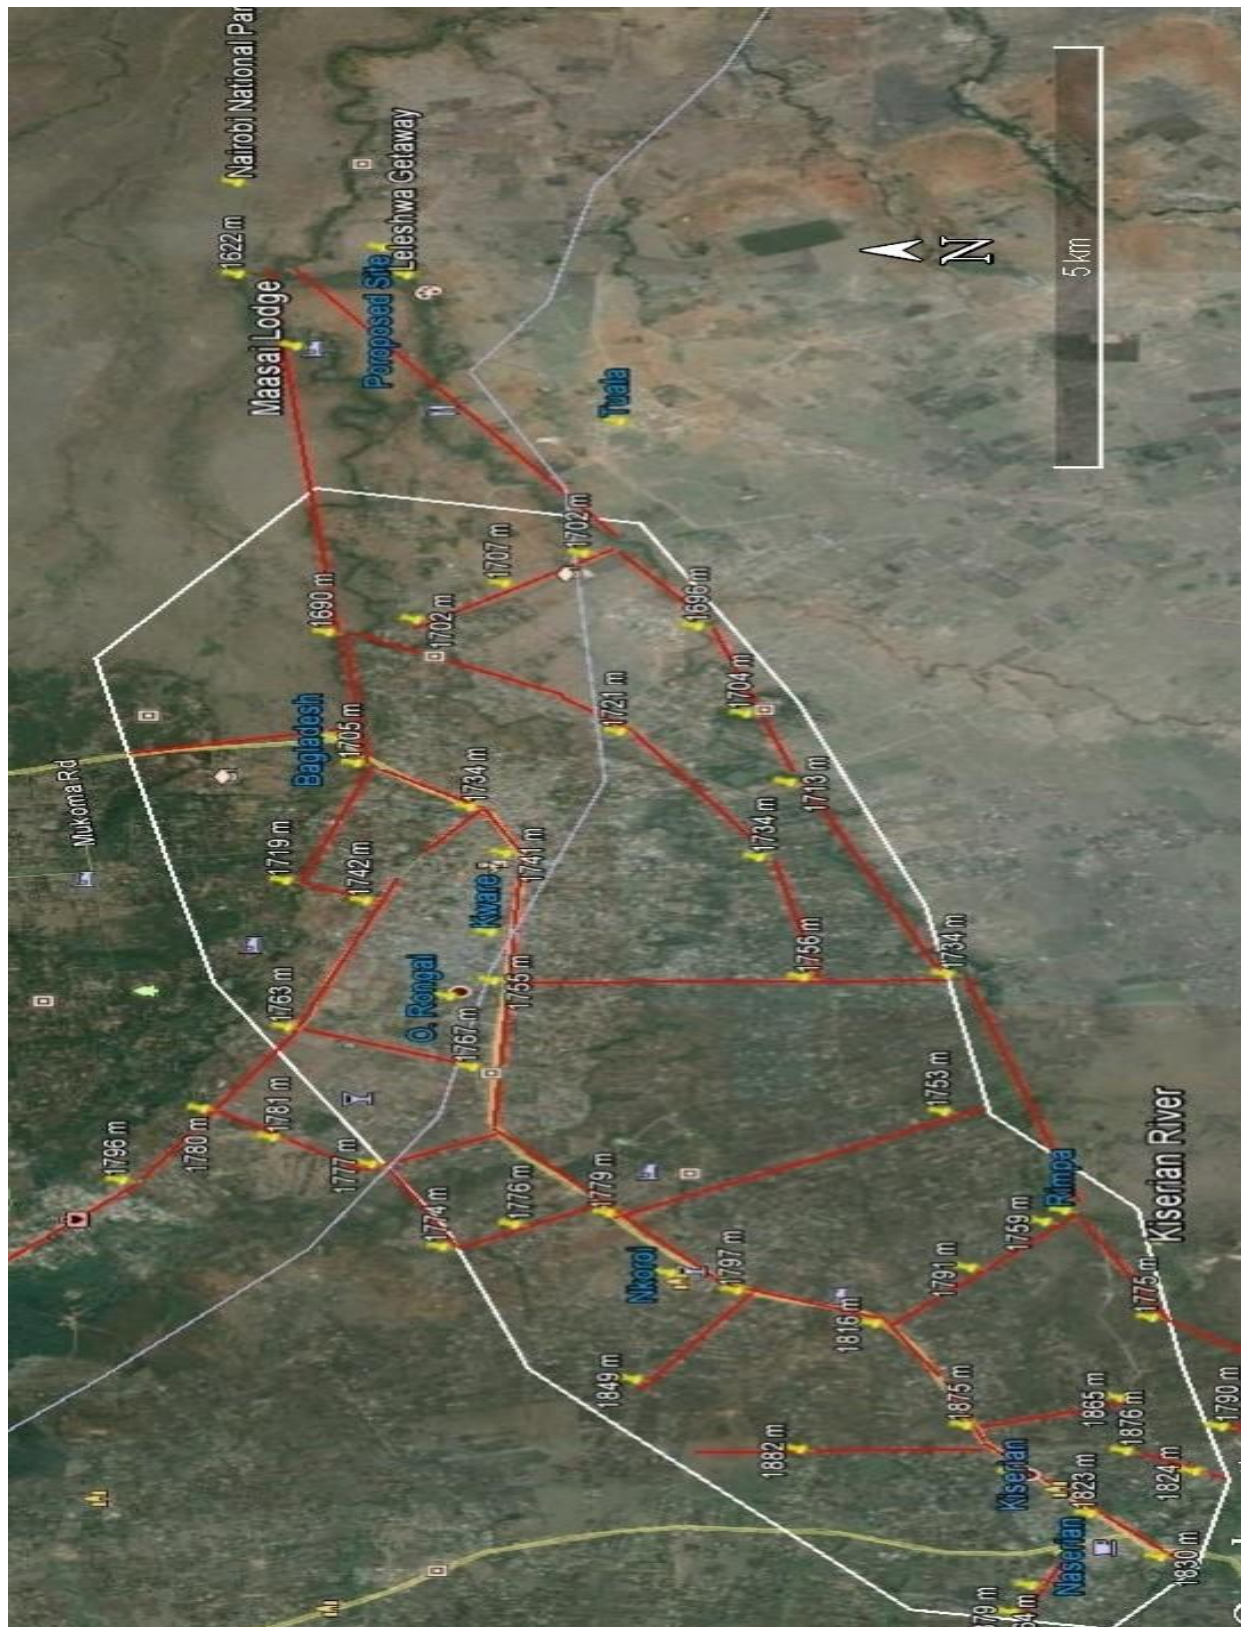 Nairobi National Par
1622 m
Leleshwa Getaway
Poroposed Site
Maasai Lodge
N
5 km
Tuala
1702 m
1707 m
1702 m
1690 m
1696 m
1704 m
1721 m
Bagladesh
1705 m
1713 m
Mukoma Rd
1734 m
1734 m
1719 m
1742 m
1741 m
Kware
1756 m
1734 m
1755 m
O. Rongai
1763 m
1767 m
1753 m
1781 m
1780 m
1796 m
1777 m
1774 m
1776 m
1779 m
Rimpa
1759 m
Kiserian River
Nkoroi
1797 m
1791 m
1775 m
1816 m
1849 m
1875 m
1865 m
1876 m
1790 m
1882 m
1824 m
Kiserian
1823 m
Naserian
1830 m
79 m
64 m